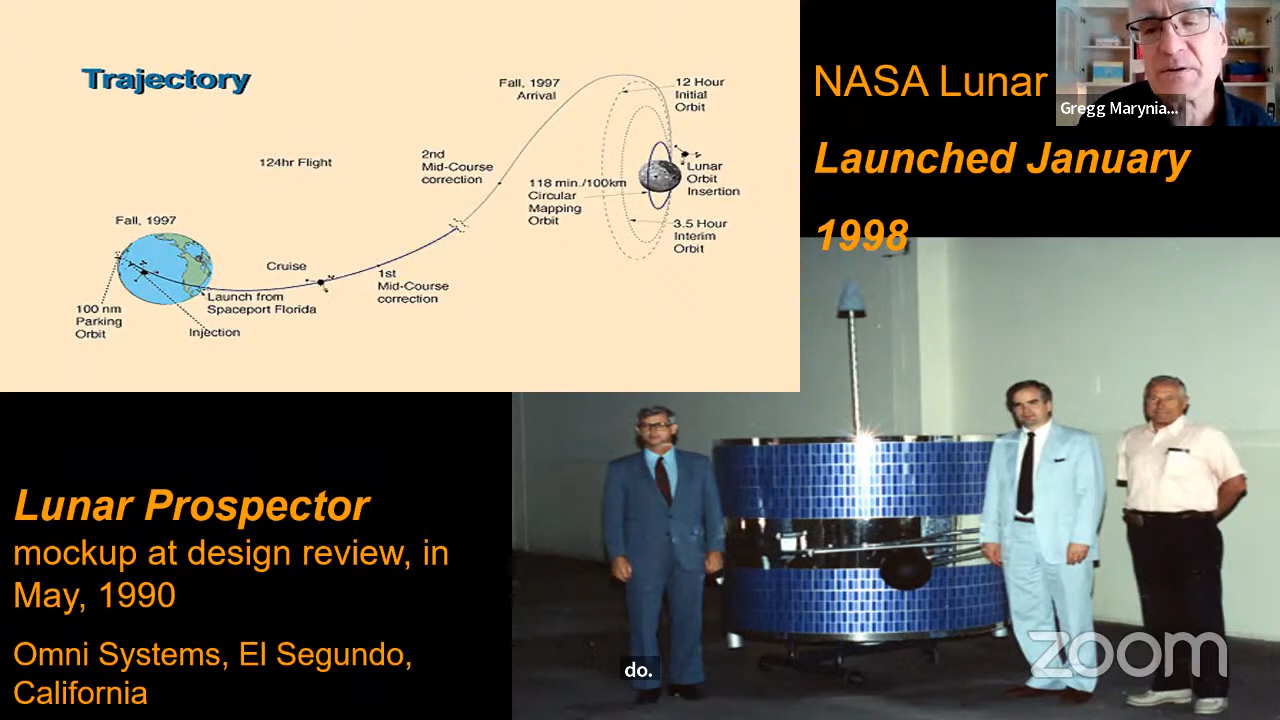 Trajectory
Fall, 1997
Arrival
12 Hour
Initial
Orbit
124hr Flight
2nd
Mid-Course
correction
118 min./100km
Circular
Mapping
Orbit
Lunar
Orbit
Insertion
3.5 Hour
Interim
Orbit
Fall, 1997
Cruise
1st
Mid-Course
correction
Launch from
Spaceport Florida
100 nm
Parking
Orbit
Injection
NASA Lunar
Launched January
1998
Gregg Marynia...
Lunar Prospector
mockup at design review, in
May, 1990
Omni Systems, El Segundo,
California
do.
zoom